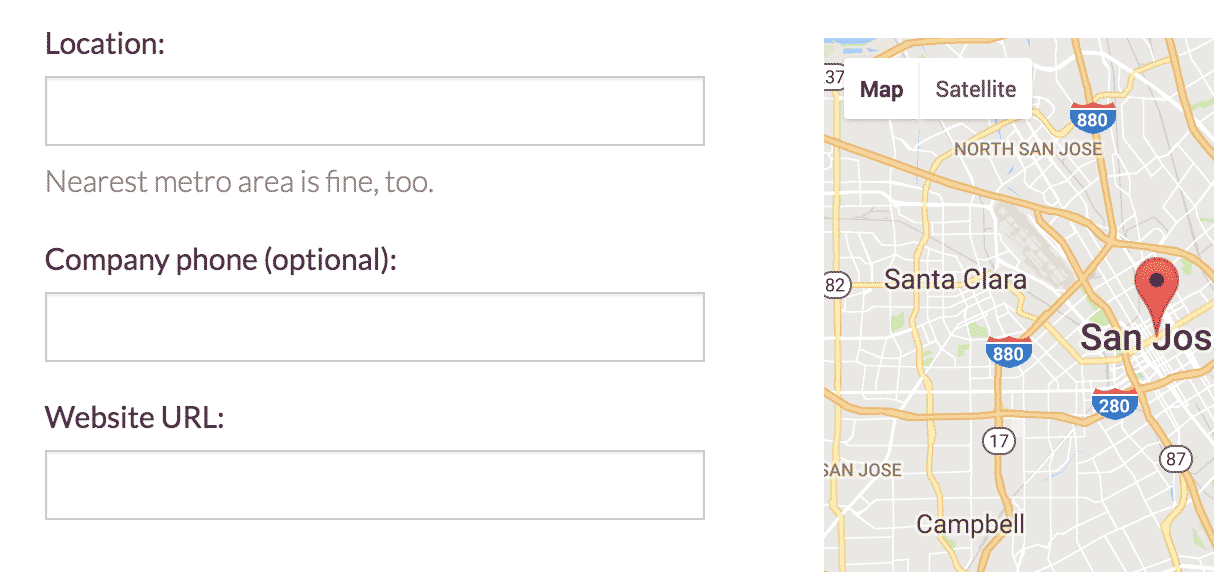 Location:
Nearest metro area is fine, too.
Company phone (optional):
Website URL:
37
Map
Satellite
880
NORTH SAN JOSE
82
Santa Clara
San Jos
880
280
17
87
SAN JOSE
Campbell